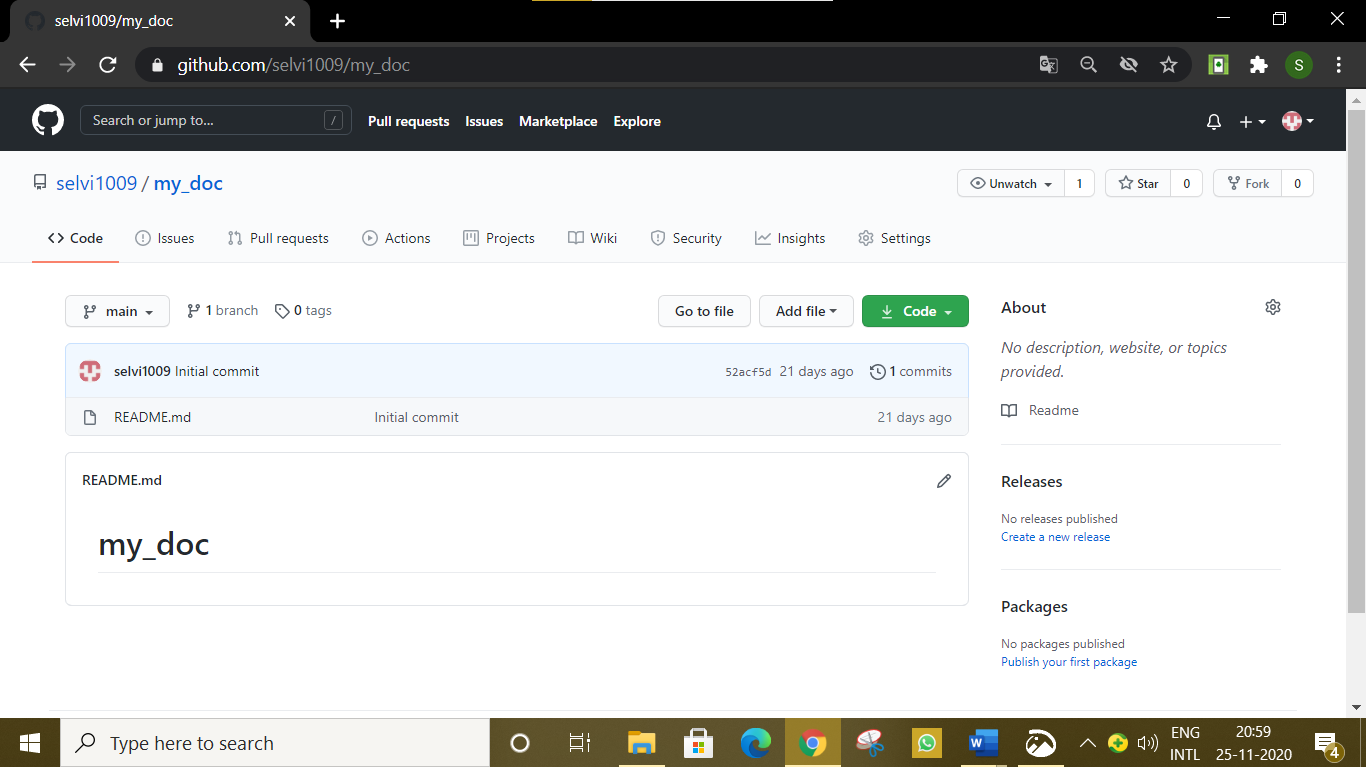 selvi1009/my_doc
github.com/selvi1009/my_doc
S
Search or jump to... /
Pull requests Issues Marketplace Explore
selvi1009 / my_doc
Unwatch 1 Star 0 Fork 0
Code Issues Pull requests Actions Projects Wiki Security Insights Settings
main 1 branch 0 tags Go to file Add file Code
selvi1009 Initial commit 52acf5d 21 days ago 1 commits
README.md Initial commit 21 days ago
README.md
my_doc
About
No description, website, or topics
provided.
Readme
Releases
No releases published
Create a new release
Packages
No packages published
Publish your first package
Type here to search
ENG
INTL
20:59
25-11-2020
4